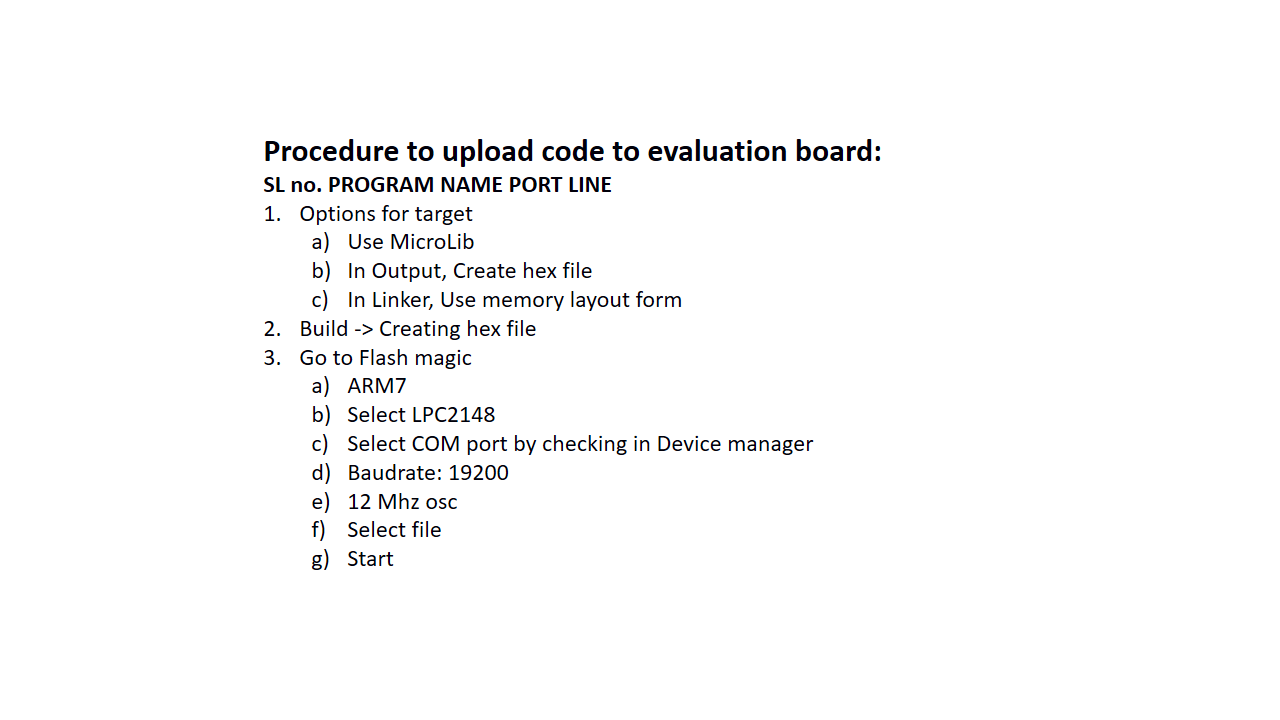 Procedure to upload code to evaluation board:
SL no. PROGRAM NAME PORT LINE
1. Options for target
a) Use MicroLib
b) In Output, Create hex file
c) In Linker, Use memory layout form
2. Build -> Creating hex file
3. Go to Flash magic
a) ARM7
b) Select LPC2148
c) Select COM port by checking in Device manager
d) Baudrate: 19200
e) 12 Mhz osc
f) Select file
g) Start